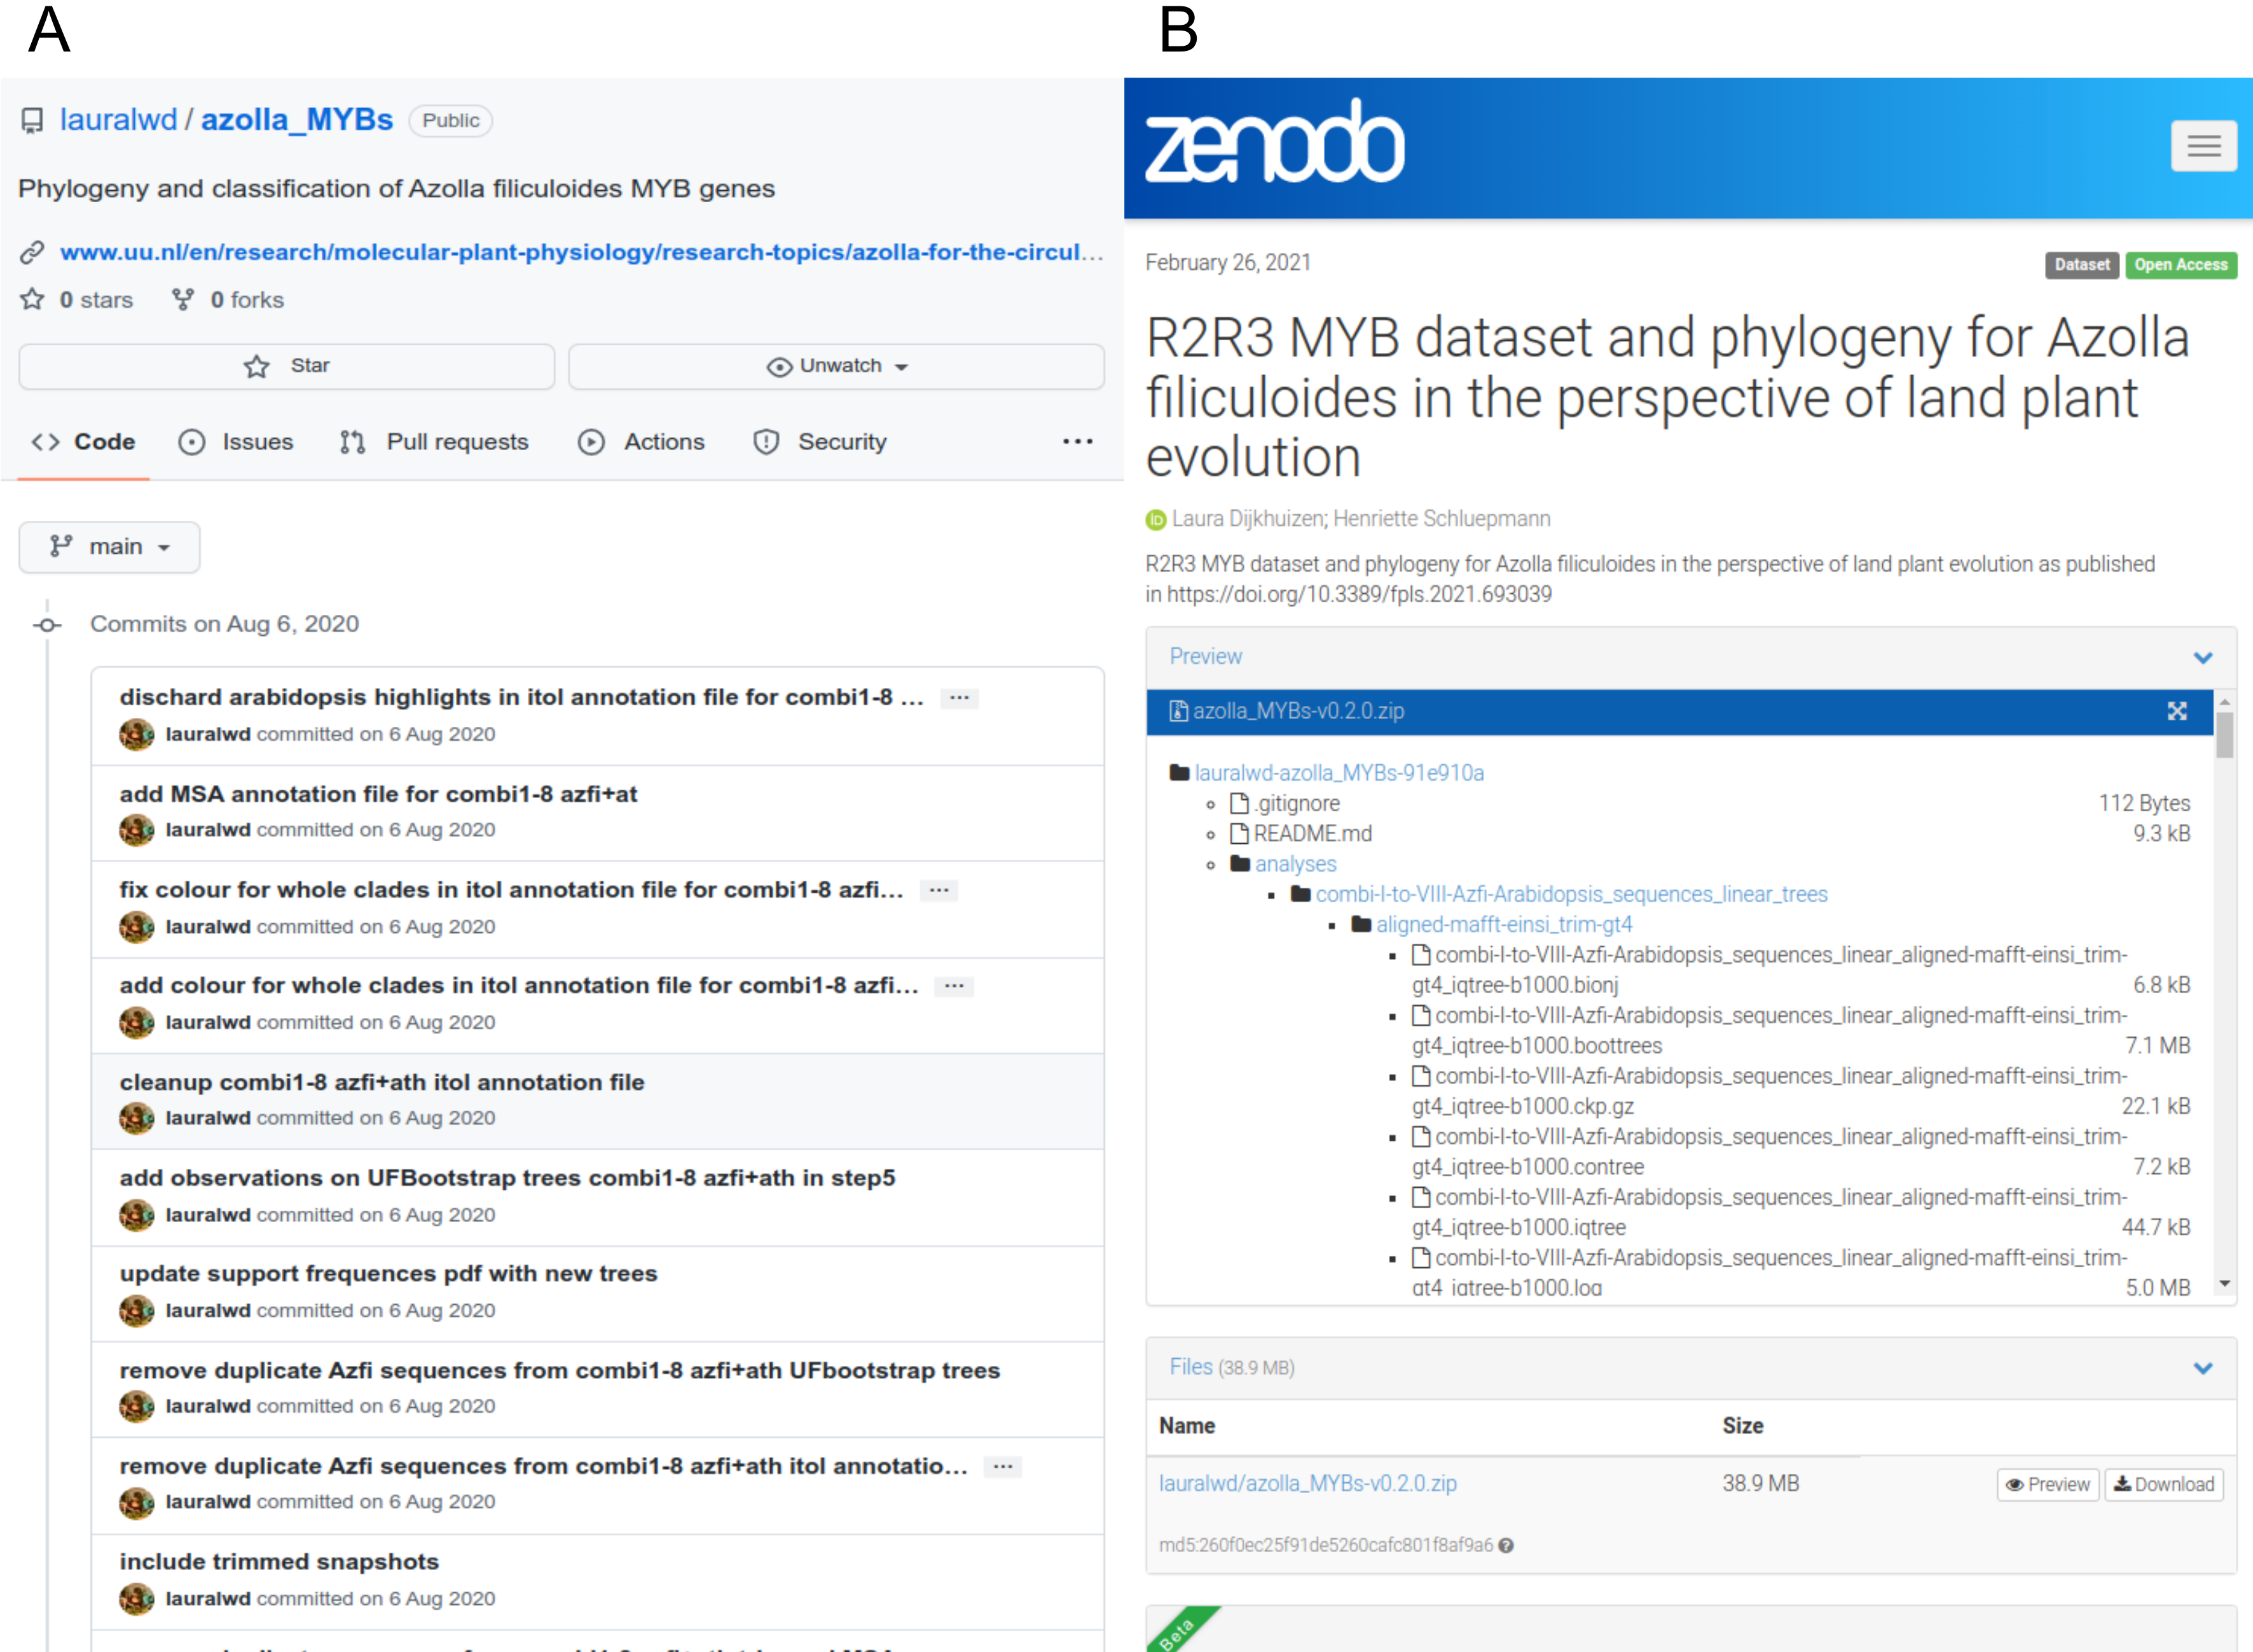 A
lauralwd / azolla_MYBs Public
Phylogeny and classification of Azolla filiculoides MYB genes
www.uu.nl/en/research/molecular-plant-physiology/research-topics/azolla-for-the-circul...
0 stars 0 forks
Star Unwatch
Code Issues Pull requests Actions Security ...
main
Commits on Aug 6, 2020
dischard arabidopsis highlights in itol annotation file for combi1-8 ... ...
lauralwd committed on 6 Aug 2020
add MSA annotation file for combi1-8 azfi+at
lauralwd committed on 6 Aug 2020
fix colour for whole clades in itol annotation file for combi1-8 azfi... ...
lauralwd committed on 6 Aug 2020
add colour for whole clades in itol annotation file for combi1-8 azfi... ...
lauralwd committed on 6 Aug 2020
cleanup combi1-8 azfi+ath itol annotation file
lauralwd committed on 6 Aug 2020
add observations on UFBootstrap trees combi1-8 azfi+ath in step5
lauralwd committed on 6 Aug 2020
update support frequences pdf with new trees
lauralwd committed on 6 Aug 2020
remove duplicate Azfi sequences from combi1-8 azfi+ath UFbootstrap trees
lauralwd committed on 6 Aug 2020
remove duplicate Azfi sequences from combi1-8 azfi+ath itol annotatio... ...
lauralwd committed on 6 Aug 2020
include trimmed snapshots
lauralwd committed on 6 Aug 2020
B
zenodo
February 26, 2021 Dataset Open Access
R2R3 MYB dataset and phylogeny for Azolla
filiculoides in the perspective of land plant
evolution
iD Laura Dijkhuizen; Henriette Schluepmann
R2R3 MYB dataset and phylogeny for Azolla filiculoides in the perspective of land plant evolution as published
in https://doi.org/10.3389/fpls.2021.693039
Preview
azolla_MYBs-v0.2.0.zip
lauralwd-azolla_MYBs-91e910a
.gitignore 112 Bytes
README.md 9.3 kB
analyses
combi-I-to-VIII-Azfi-Arabidopsis_sequences_linear_trees
aligned-mafft-einsi_trim-gt4
combi-I-to-VIII-Azfi-Arabidopsis_sequences_linear_aligned-mafft-einsi_trim-
gt4_iqtree-b1000.bionj 6.8 kB
combi-I-to-VIII-Azfi-Arabidopsis_sequences_linear_aligned-mafft-einsi_trim-
gt4_iqtree-b1000.boottrees 7.1 MB
combi-I-to-VIII-Azfi-Arabidopsis_sequences_linear_aligned-mafft-einsi_trim-
gt4_iqtree-b1000.ckp.gz 22.1 kB
combi-I-to-VIII-Azfi-Arabidopsis_sequences_linear_aligned-mafft-einsi_trim-
gt4_iqtree-b1000.contree 7.2 kB
combi-I-to-VIII-Azfi-Arabidopsis_sequences_linear_aligned-mafft-einsi_trim-
gt4_iqtree-b1000.iqtree 44.7 kB
combi-I-to-VIII-Azfi-Arabidopsis_sequences_linear_aligned-mafft-einsi_trim-
gt4_iqtree-b1000.log 5.0 MB
Files (38.9 MB)
Name Size
lauralwd/azolla_MYBs-v0.2.0.zip 38.9 MB Preview Download
md5:260f0ec25f91de5260cafc801f8af9a6 ?
Beta